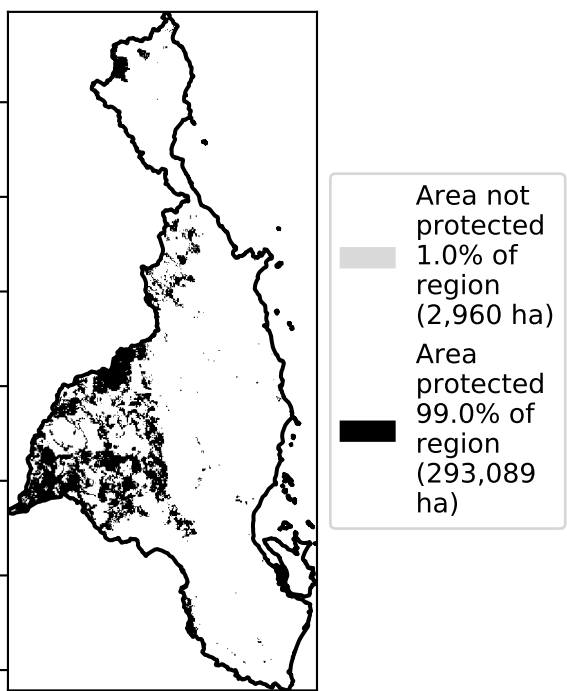 Area not
protected
1.0% of
region
(2,960 ha)
Area
protected
99.0% of
region
(293,089
ha)